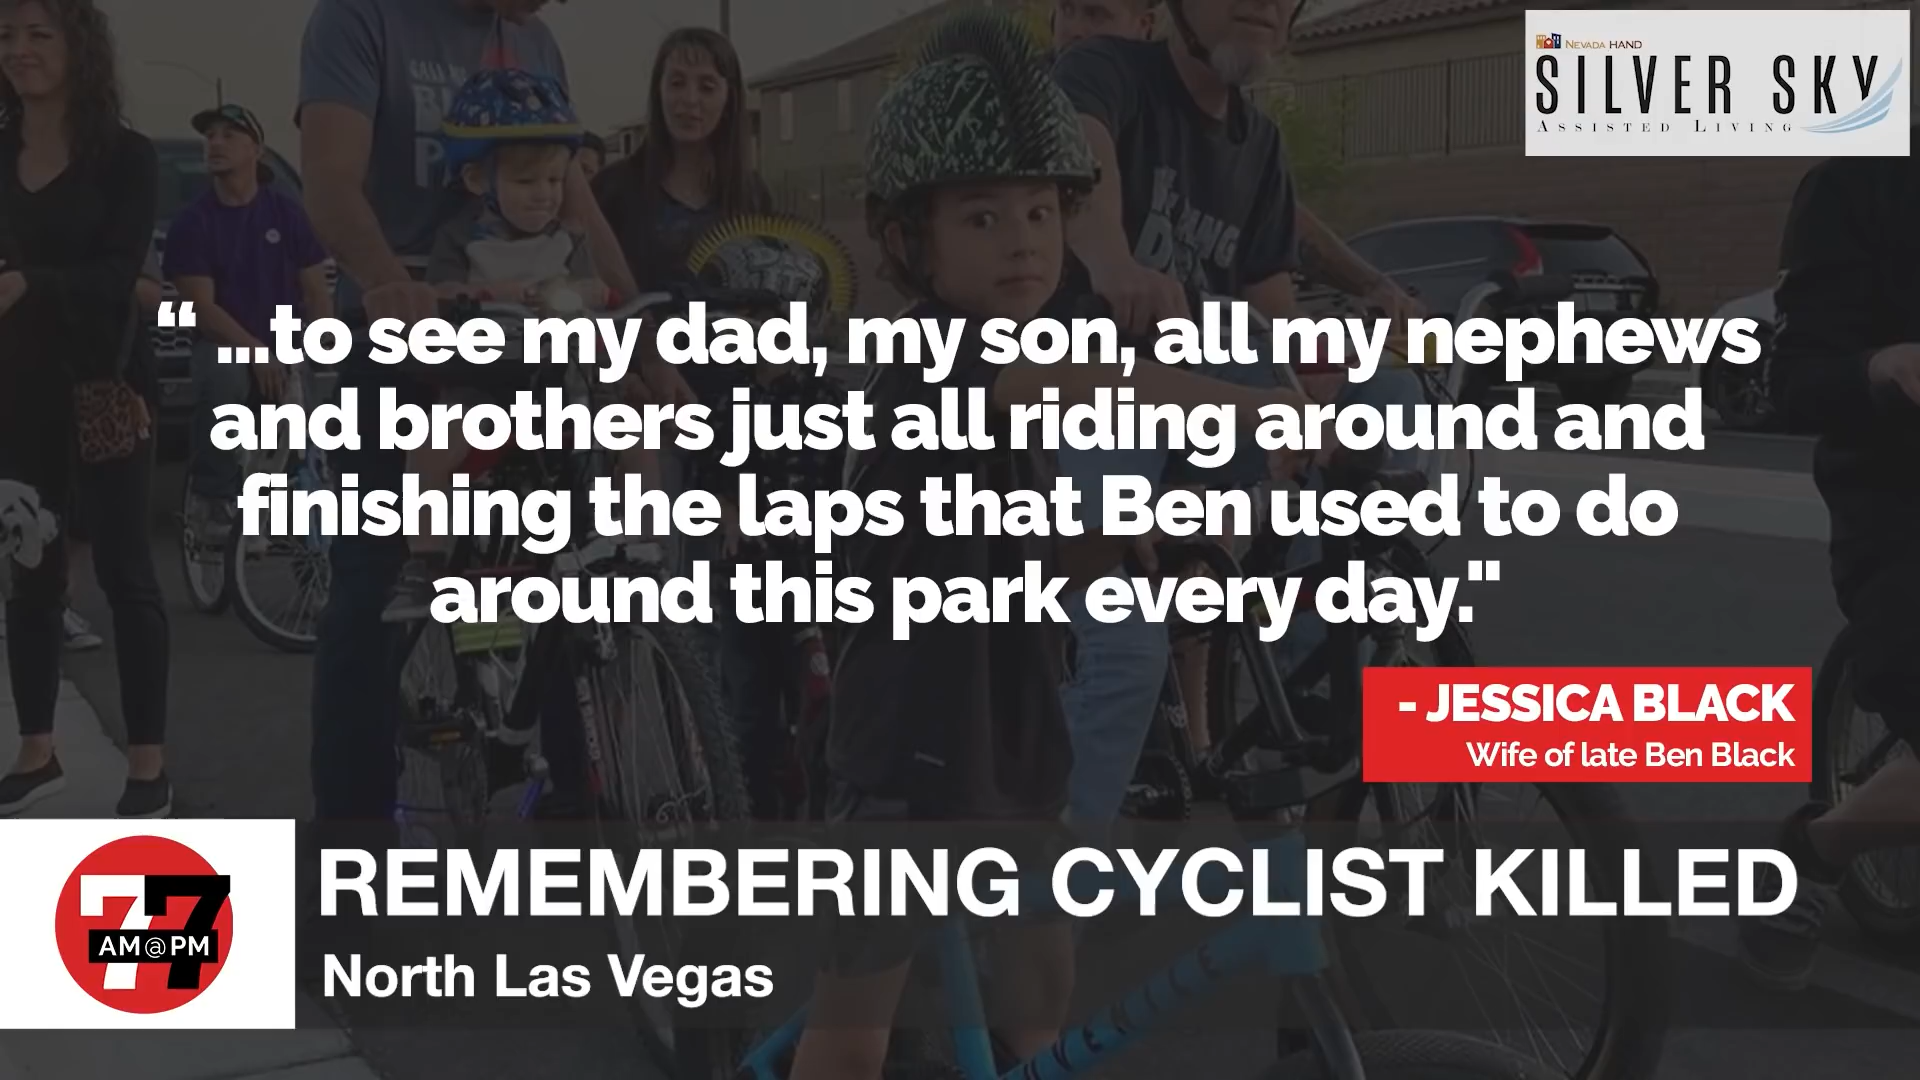 NEVADA HAND
SILVER SKY
ASSISTED LIVING
“ ...to see my dad, my son, all my nephews
and brothers just all riding around and
finishing the laps that Ben used to do
around this park every day."
- JESSICA BLACK
Wife of late Ben Black
77
AM@PM
REMEMBERING CYCLIST KILLED
North Las Vegas